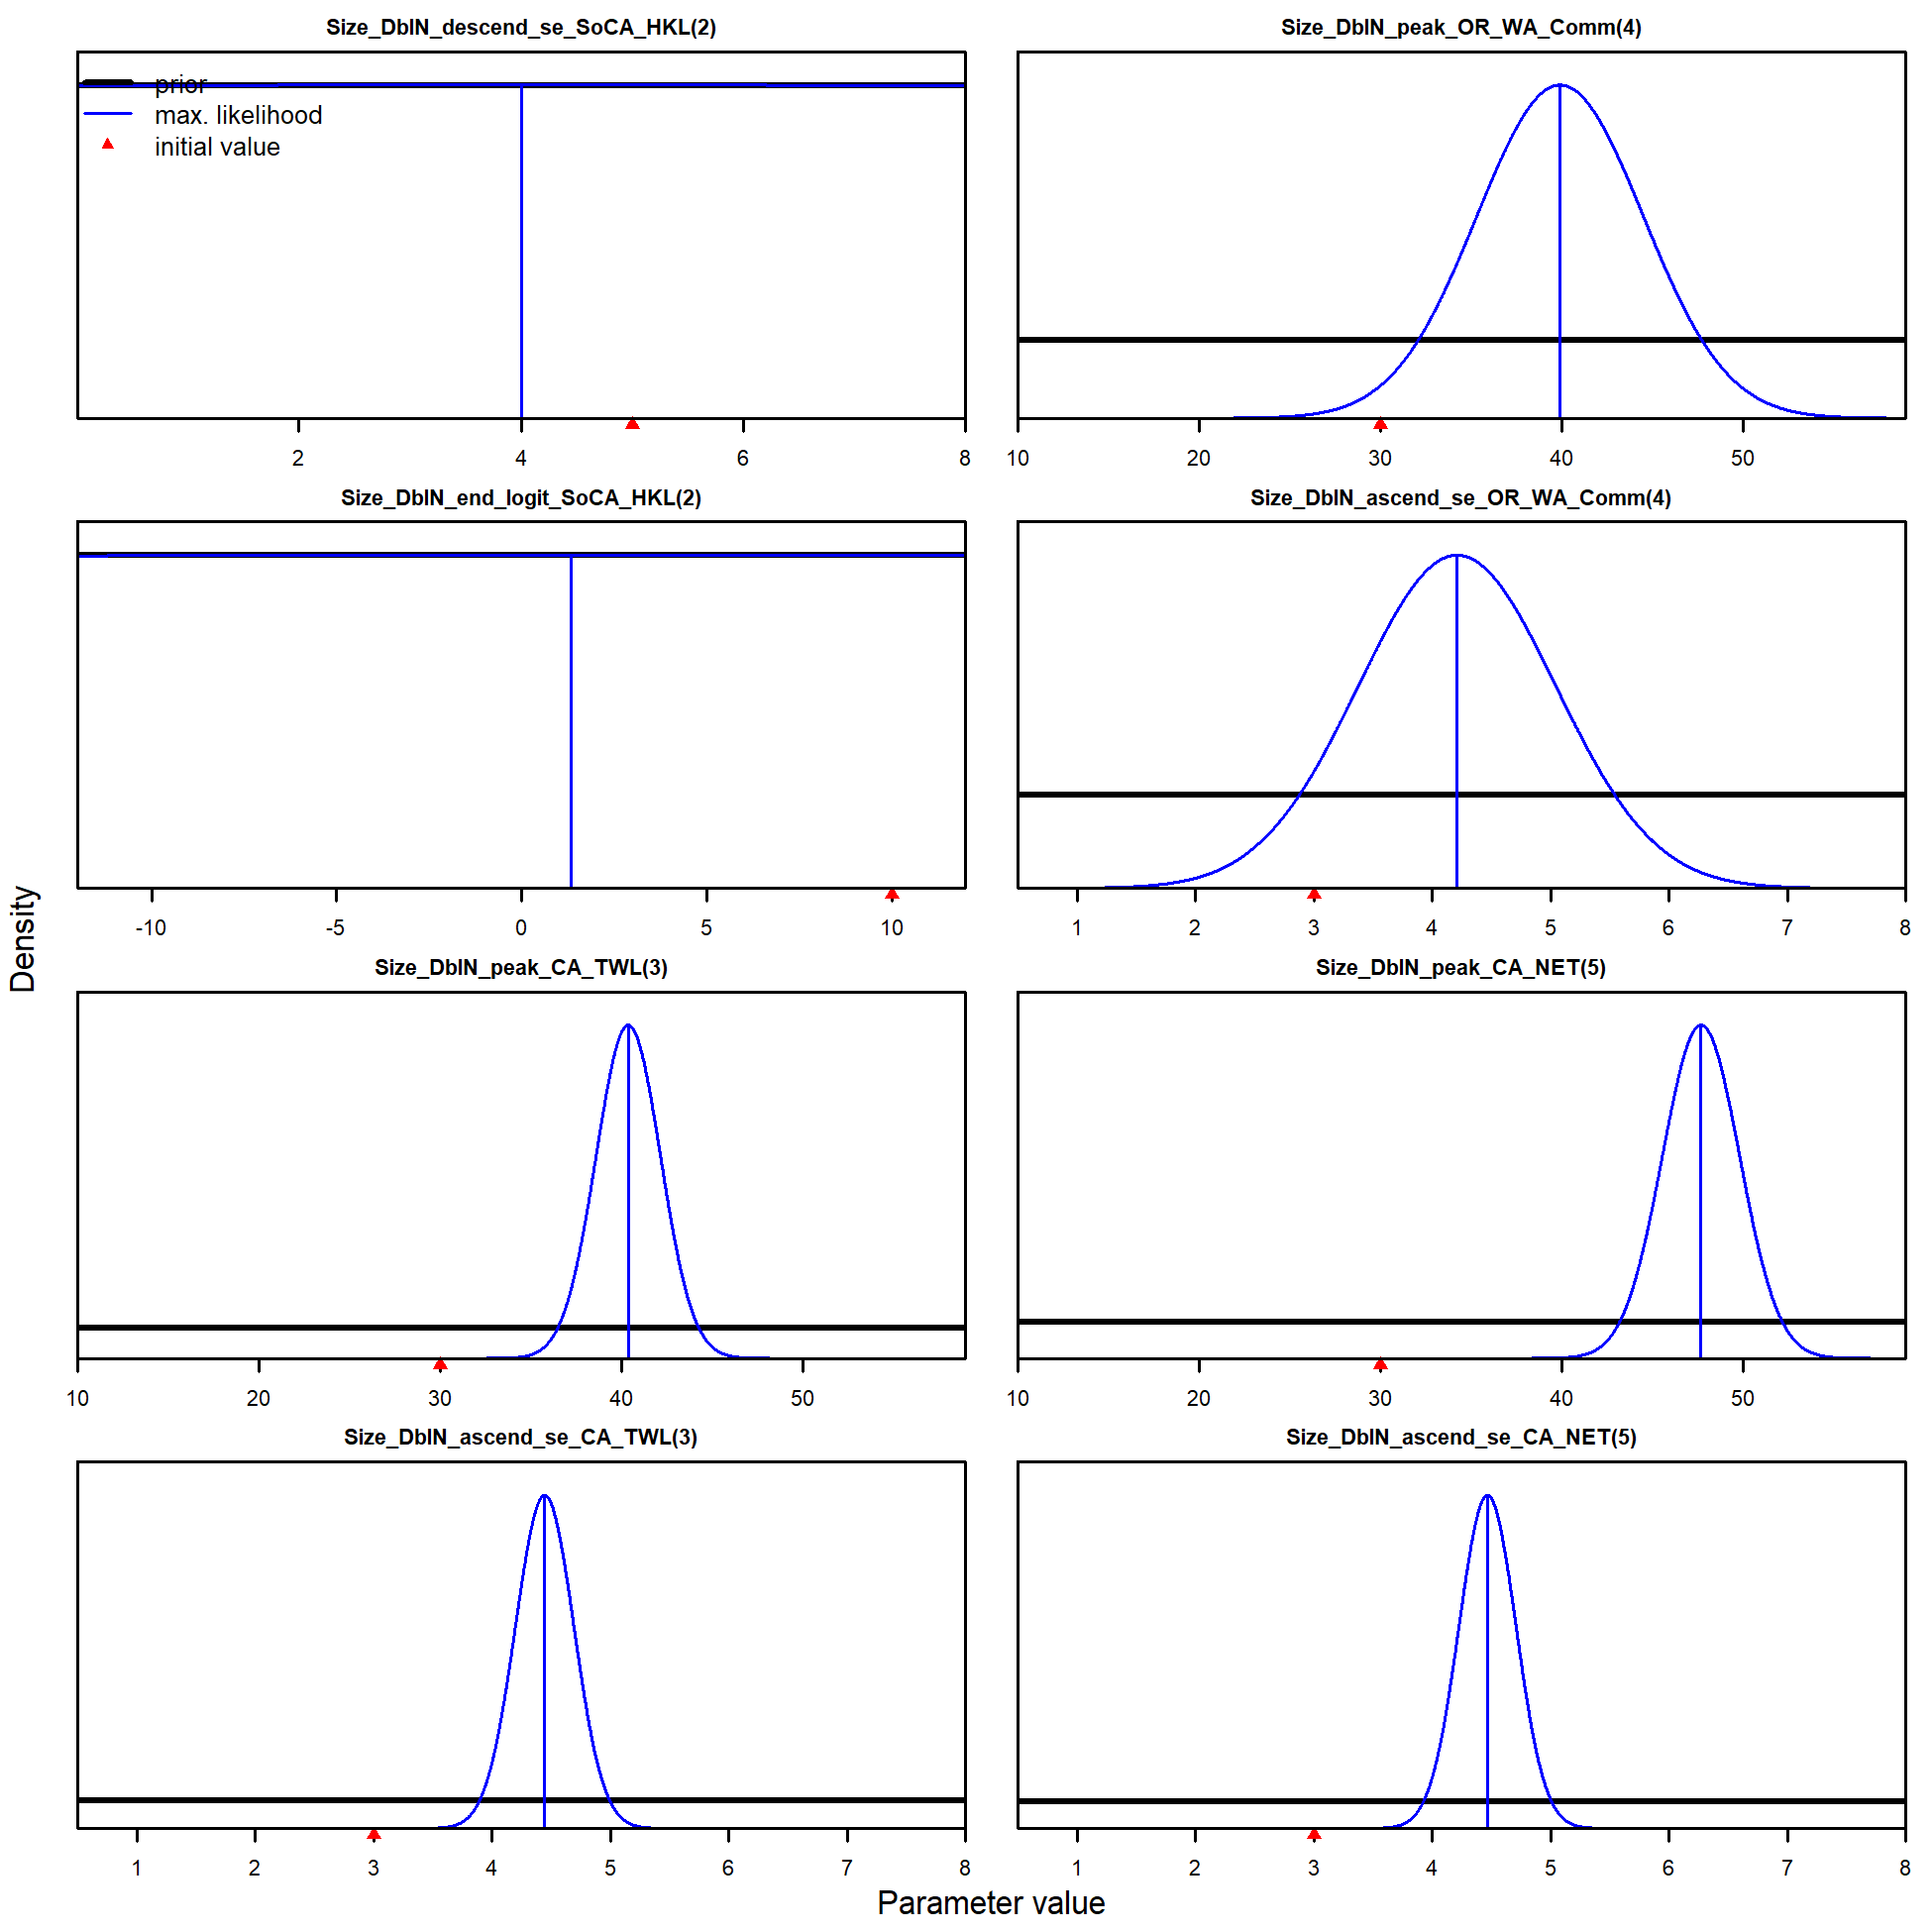 Size_DblN_descend_se_SoCA_HKL(2)
prior
max. likelihood
initial value
2 4 6 8
Size_DblN_peak_OR_WA_Comm(4)
10 20 30 40 50
Size_DblN_end_logit_SoCA_HKL(2)
-10 -5 0 5 10
Size_DblN_ascend_se_OR_WA_Comm(4)
1 2 3 4 5 6 7 8
Size_DblN_peak_CA_TWL(3)
10 20 30 40 50
Size_DblN_peak_CA_NET(5)
10 20 30 40 50
Size_DblN_ascend_se_CA_TWL(3)
1 2 3 4 5 6 7 8
Size_DblN_ascend_se_CA_NET(5)
1 2 3 4 5 6 7 8
Density
Parameter value